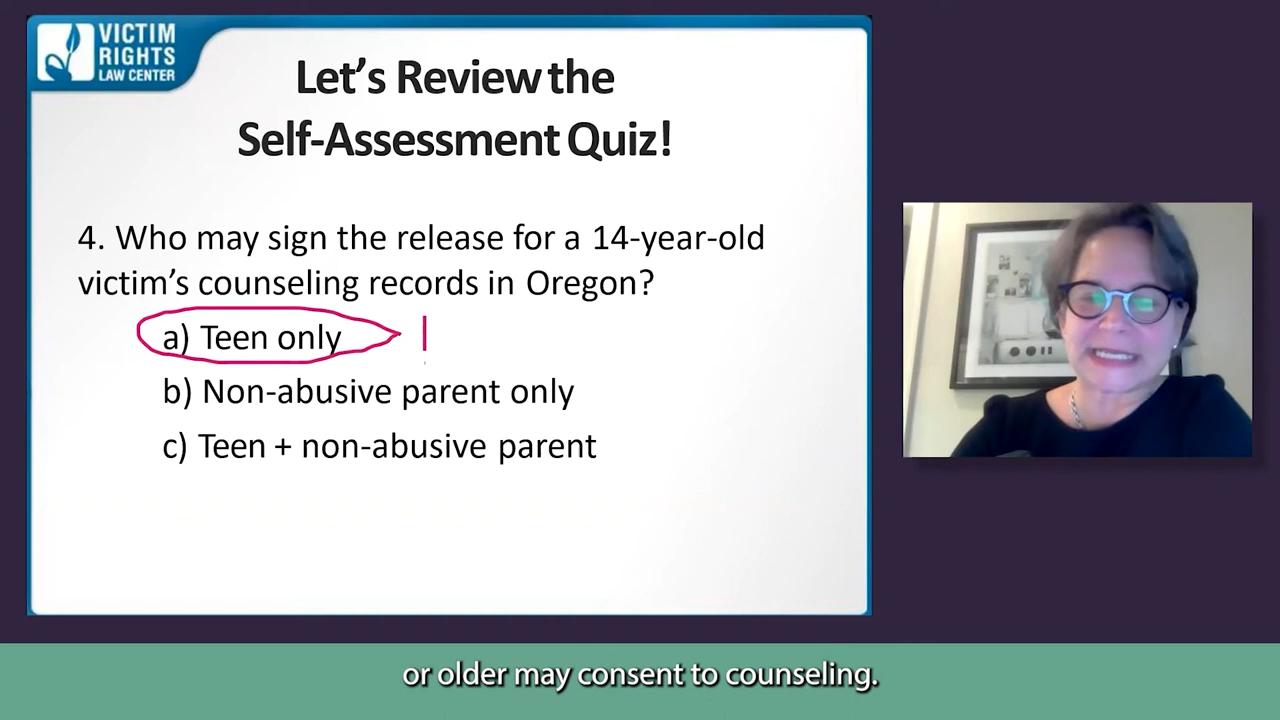 VICTIM
RIGHTS
LAW CENTER
Let's Review the
Self-Assessment Quiz!
4. Who may sign the release for a 14-year-old
victim's counseling records in Oregon?
a) Teen only
b) Non-abusive parent only
c) Teen + non-abusive parent
or older may consent to counseling.